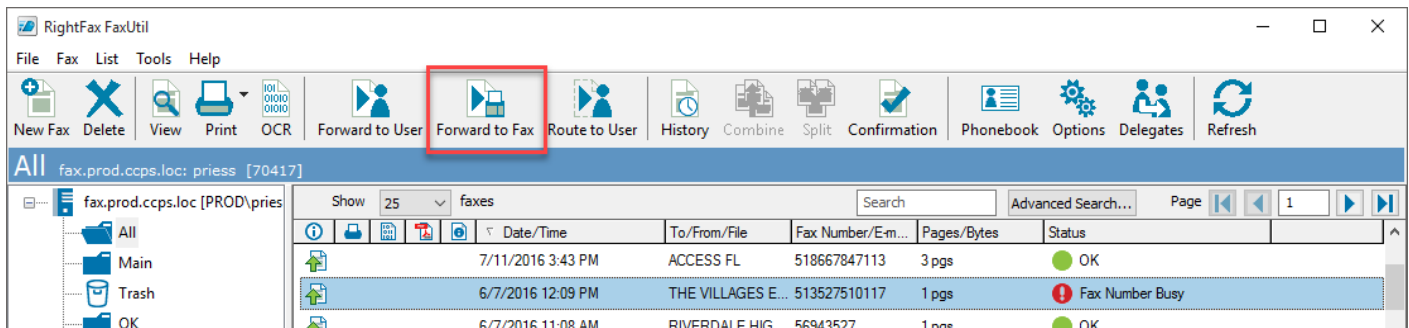 RightFax FaxUtil
File Fax List Tools Help
New Fax Delete View Print OCR Forward to User Forward to Fax Route to User History Combine Split Confirmation Phonebook Options Delegates Refresh
All fax.prod.ccps.loc: priess [70417]
fax.prod.ccps.loc [PROD\pries Show 25 faxes Search Advanced Search... Page 1
All Date/Time To/From/File Fax Number/E-m... Pages/Bytes Status
7/11/2016 3:43 PM ACCESS FL 518667847113 3 pgs OK
Main
Trash 6/7/2016 12:09 PM THE VILLAGES E... 513527510117 1 pgs Fax Number Busy
OK 6/7/2016 11:08 AM RIVERDALE HIG 56943527 1 pgs OK